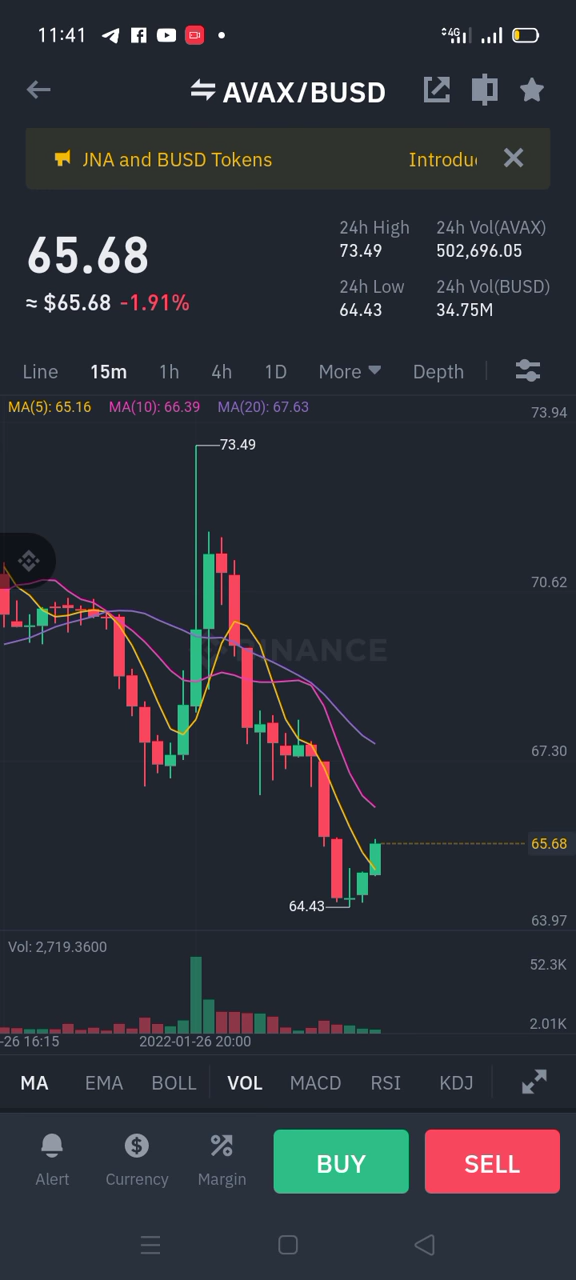 11:41
4G
AVAX/BUSD
JNA and BUSD Tokens Introdu
65.68
≈ $65.68 -1.91%
24h High
73.49
24h Vol(AVAX)
502,696.05
24h Low
64.43
24h Vol(BUSD)
34.75M
Line 15m 1h 4h 1D More Depth
MA(5): 65.16 MA(10): 66.39 MA(20): 67.63
73.94
73.49
70.62
BINANCE
67.30
65.68
64.43
63.97
Vol: 2,719.3600
52.3K
2.01K
-26 16:15 2022-01-26 20:00
MA EMA BOLL VOL MACD RSI KDJ
Alert Currency Margin BUY SELL